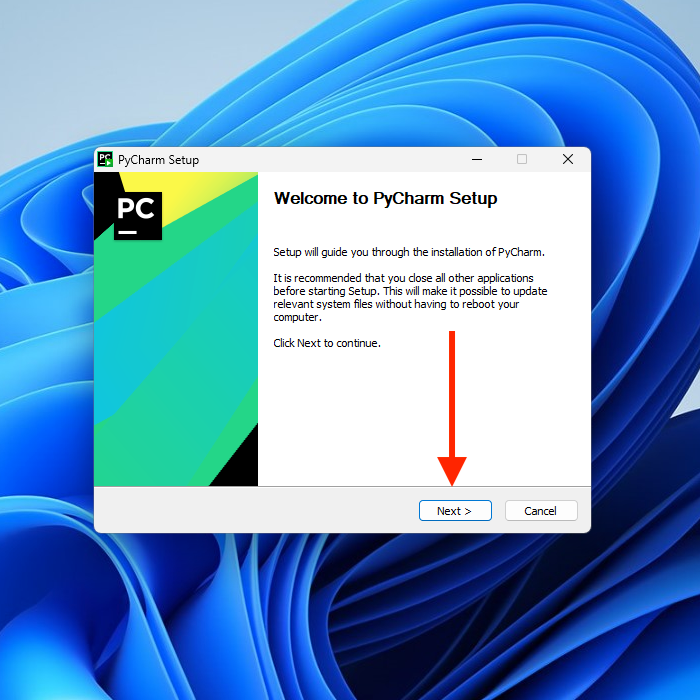 PC PyCharm Setup
PC
Welcome to PyCharm Setup
Setup will guide you through the installation of PyCharm.
It is recommended that you close all other applications
before starting Setup. This will make it possible to update
relevant system files without having to reboot your
computer.
Click Next to continue.
Next > Cancel